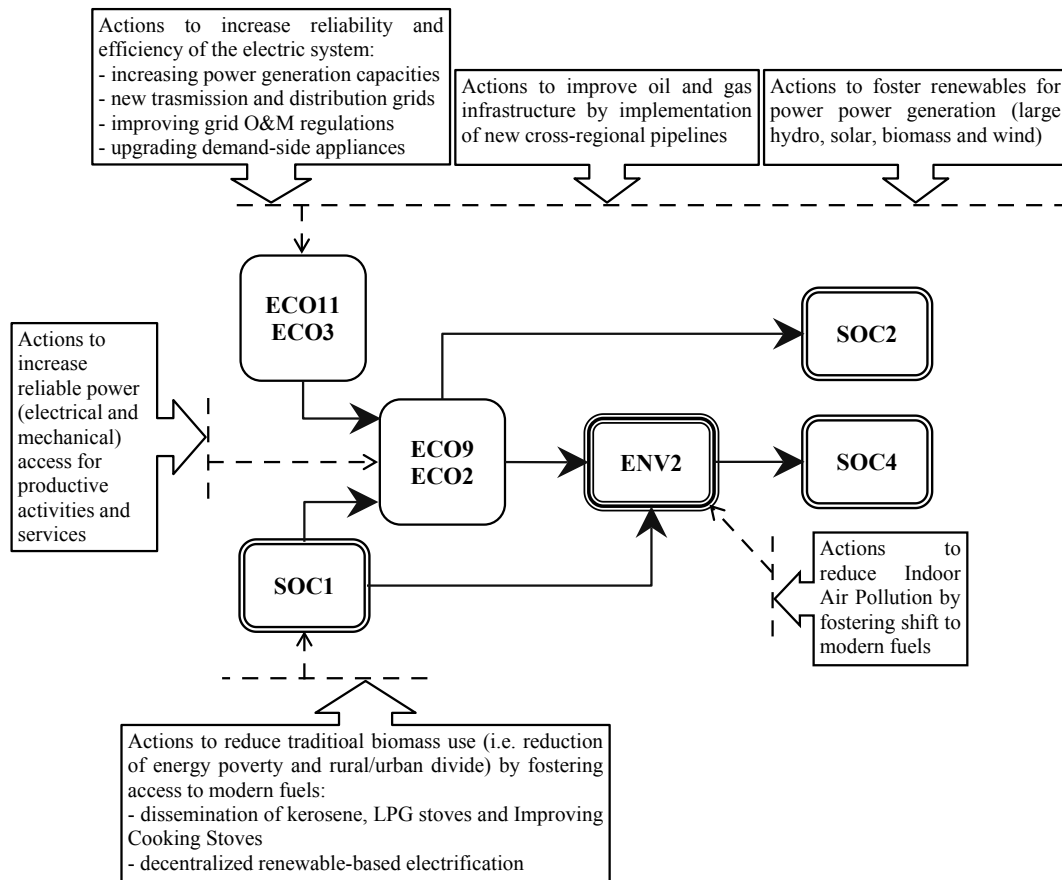 Actions to increase reliability and
efficiency of the electric system:
- increasing power generation capacities
- new trasmission and distribution grids
- improving grid O&M regulations
- upgrading demand-side appliances
Actions to improve oil and gas
infrastructure by implementation
of new cross-regional pipelines
Actions to foster renewables for
power power generation (large
hydro, solar, biomass and wind)
ECO11
ECO3
SOC2
Actions to
increase
reliable power
(electrical and
mechanical)
access for
productive
activities and
services
ECO9
ECO2
ENV2
SOC4
SOC1
Actions to
reduce Indoor
Air Pollution by
fostering shift to
modern fuels
Actions to reduce traditioal biomass use (i.e. reduction
of energy poverty and rural/urban divide) by fostering
access to modern fuels:
- dissemination of kerosene, LPG stoves and Improving
Cooking Stoves
- decentralized renewable-based electrification